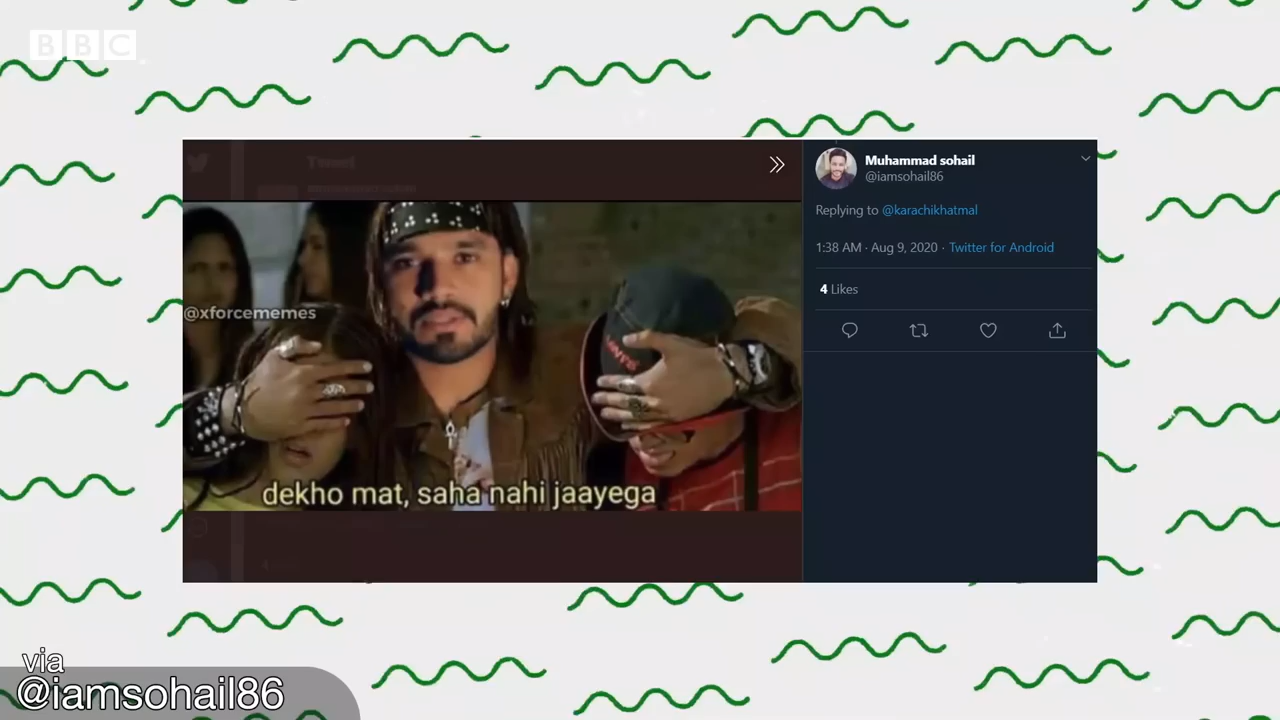 BBC
Tweet
Muhammad sohail
@iamsohail86
Replying to @karachikhatmal
1:38 AM · Aug 9, 2020 · Twitter for Android
4 Likes
@xforcememes
dekho mat, saha nahi jaayega
via
@iamsohail86